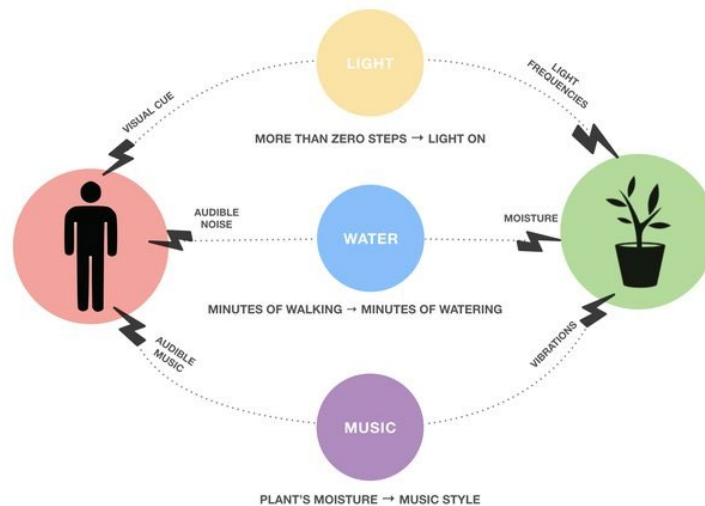 LIGHT
VISUAL CUE
LIGHT
FREQUENCIES
MORE THAN ZERO STEPS → LIGHT ON
AUDIBLE
NOISE
WATER
MOISTURE
MINUTES OF WALKING → MINUTES OF WATERING
AUDIBLE
MUSIC
VIBRATIONS
MUSIC
PLANT'S MOISTURE → MUSIC STYLE